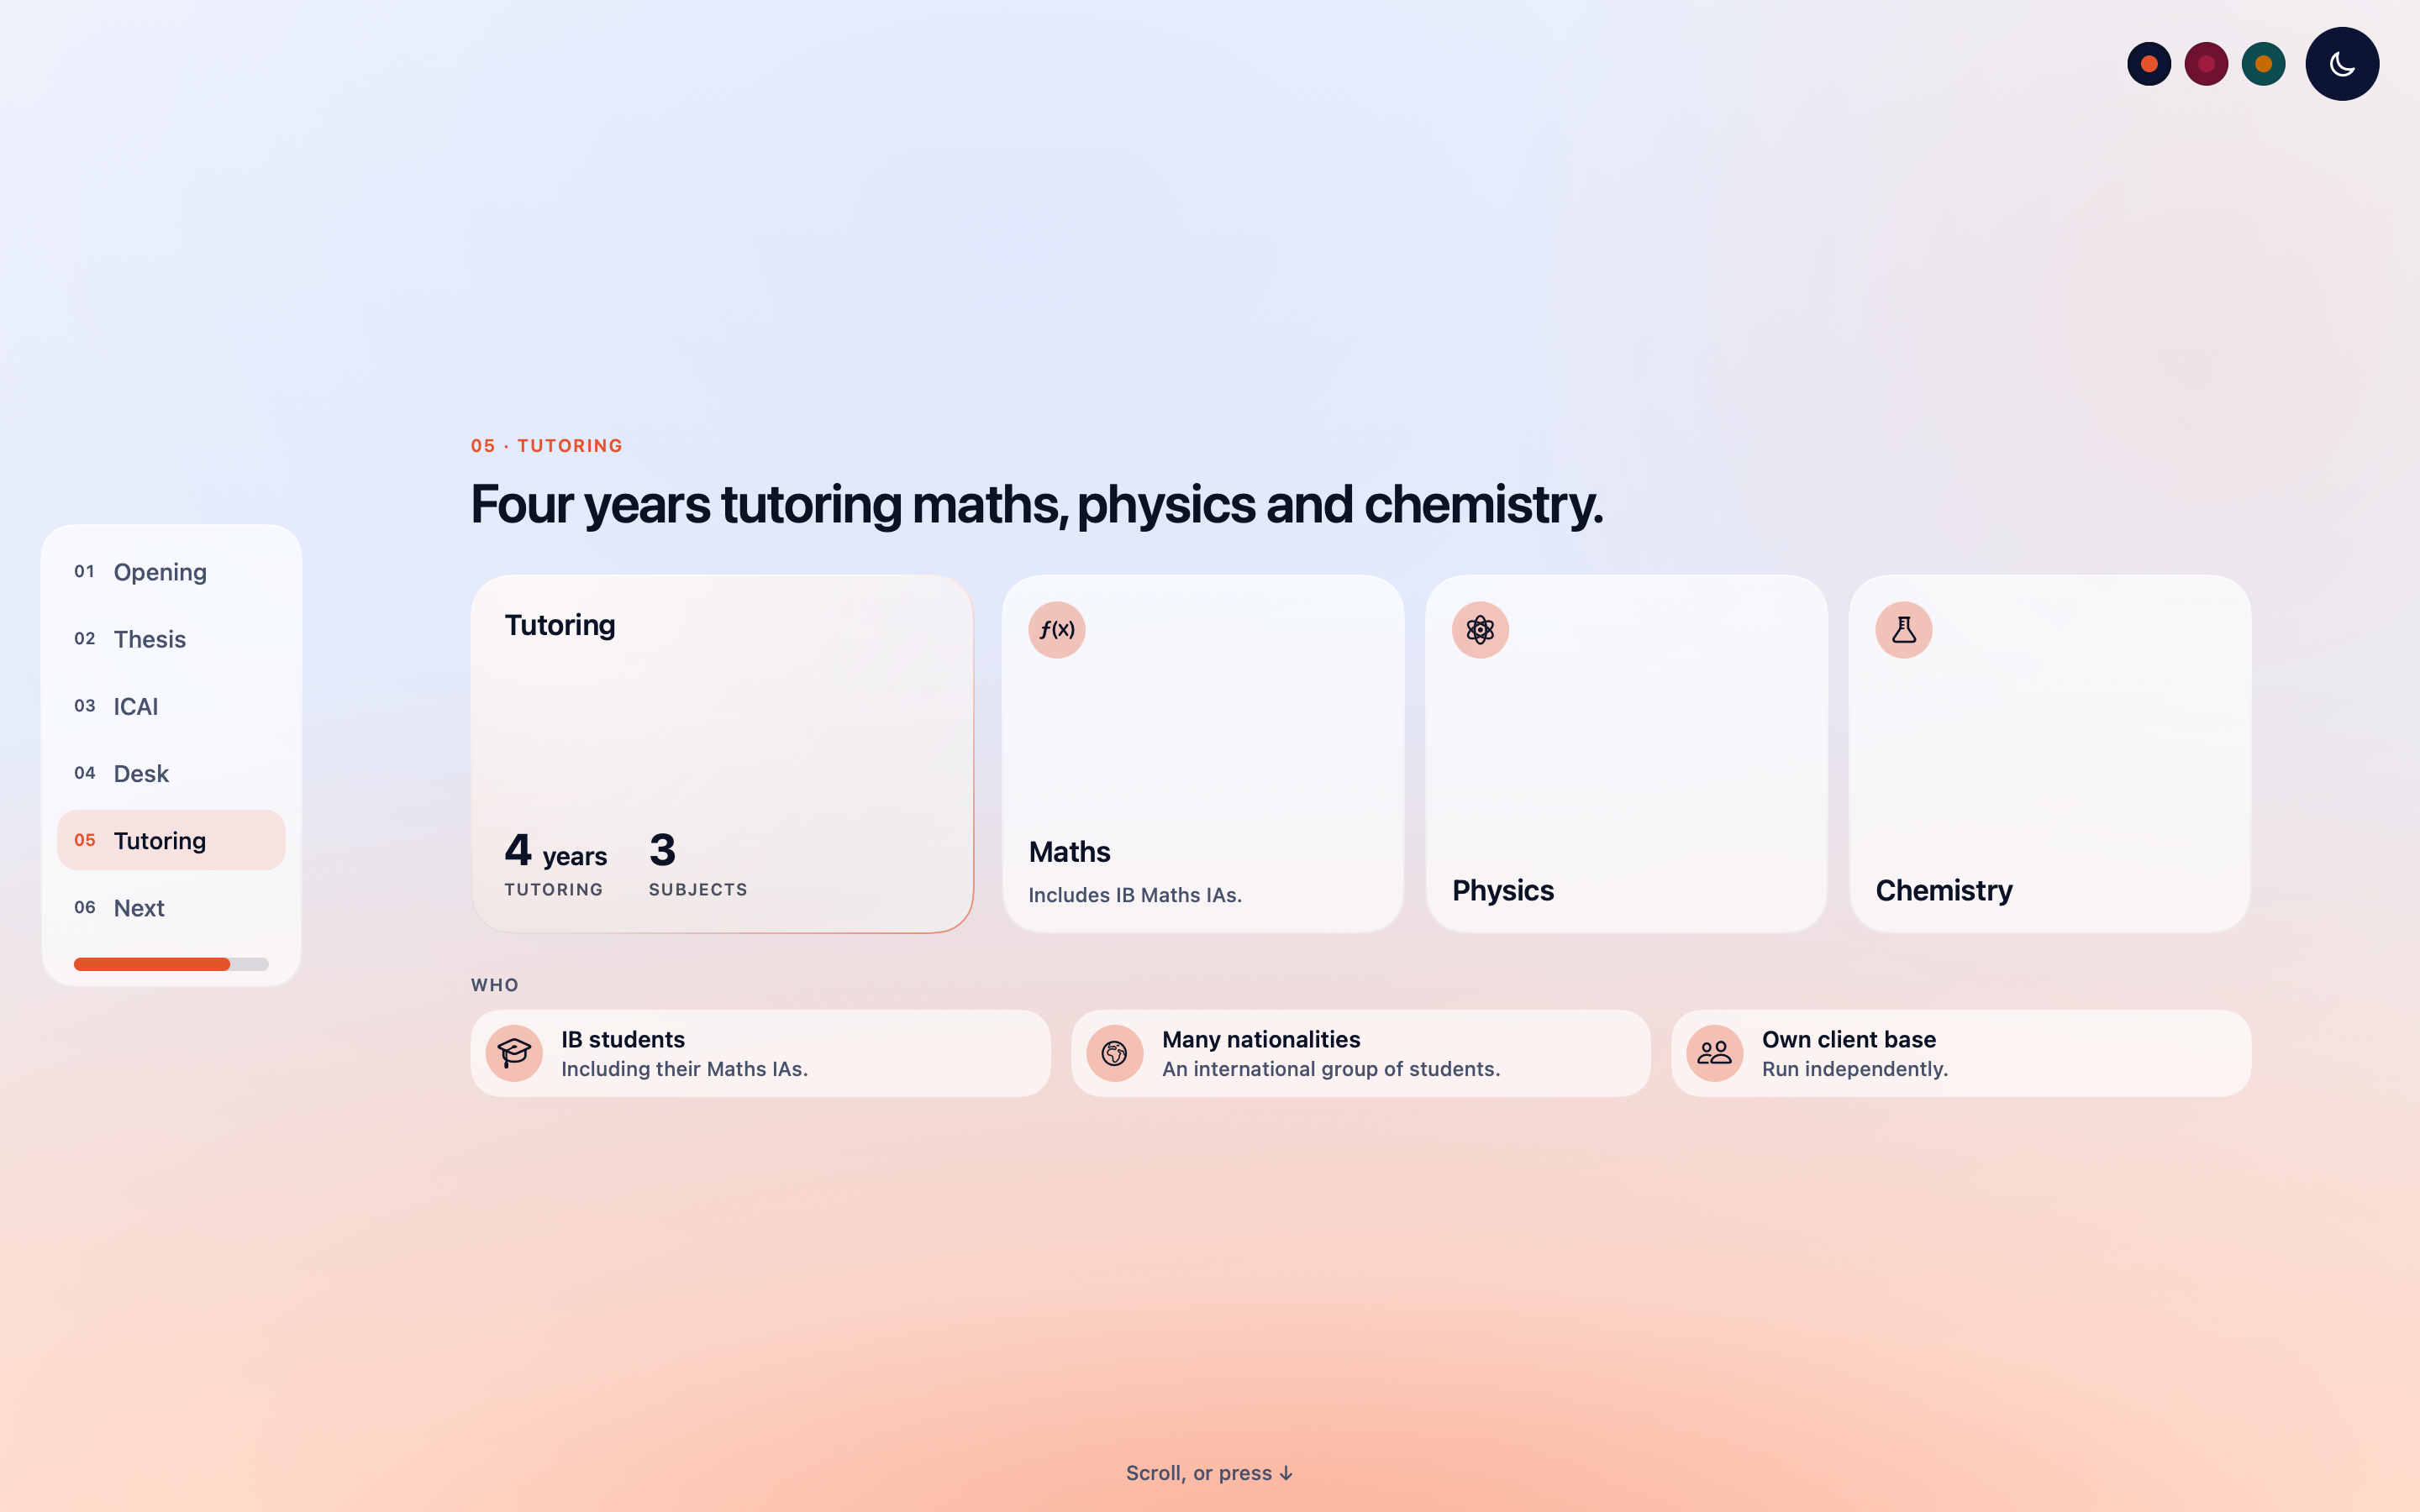 05 · TUTORING
Four years tutoring maths, physics and chemistry.
01 Opening
02 Thesis
03 ICAI
04 Desk
05 Tutoring
06 Next
Tutoring
4 years
TUTORING
3
SUBJECTS
f(x)
Maths
Includes IB Maths IAs.
Physics
Chemistry
WHO
IB students
Including their Maths IAs.
Many nationalities
An international group of students.
Own client base
Run independently.
Scroll, or press ↓